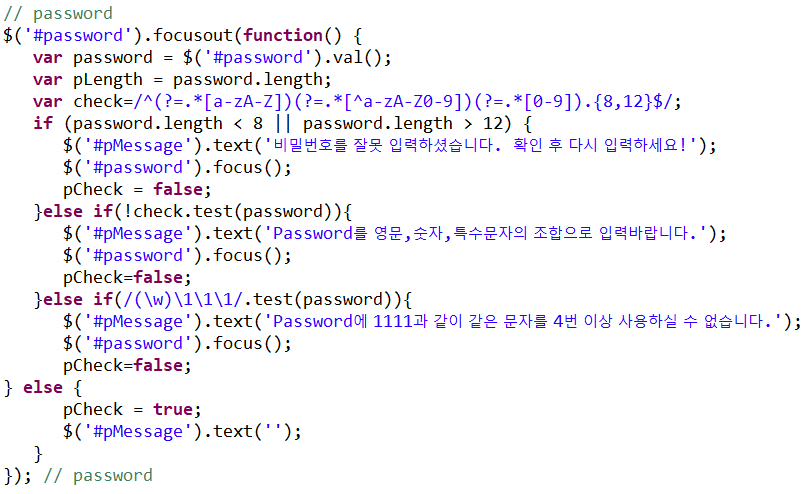 // password
$('#password').focusout(function() {
   var password = $('#password').val();
   var pLength = password.length;
   var check=/^(?=.*[a-zA-Z])(?=.*[^a-zA-Z0-9])(?=.*[0-9]).{8,12}$/;
   if (password.length < 8 || password.length > 12) {
      $('#pMessage').text('비밀번호를 잘못 입력하셨습니다. 확인 후 다시 입력하세요!');
      $('#password').focus();
      pCheck = false;
   }else if(!check.test(password)){
      $('#pMessage').text('Password를 영문,숫자,특수문자의 조합으로 입력바랍니다.');
      $('#password').focus();
      pCheck=false;
   }else if(/(\w)\1\1\1/.test(password)){
      $('#pMessage').text('Password에 1111과 같이 같은 문자를 4번 이상 사용하실 수 없습니다.');
      $('#password').focus();
      pCheck=false;
} else {
      pCheck = true;
      $('#pMessage').text('');
   }
}); // password